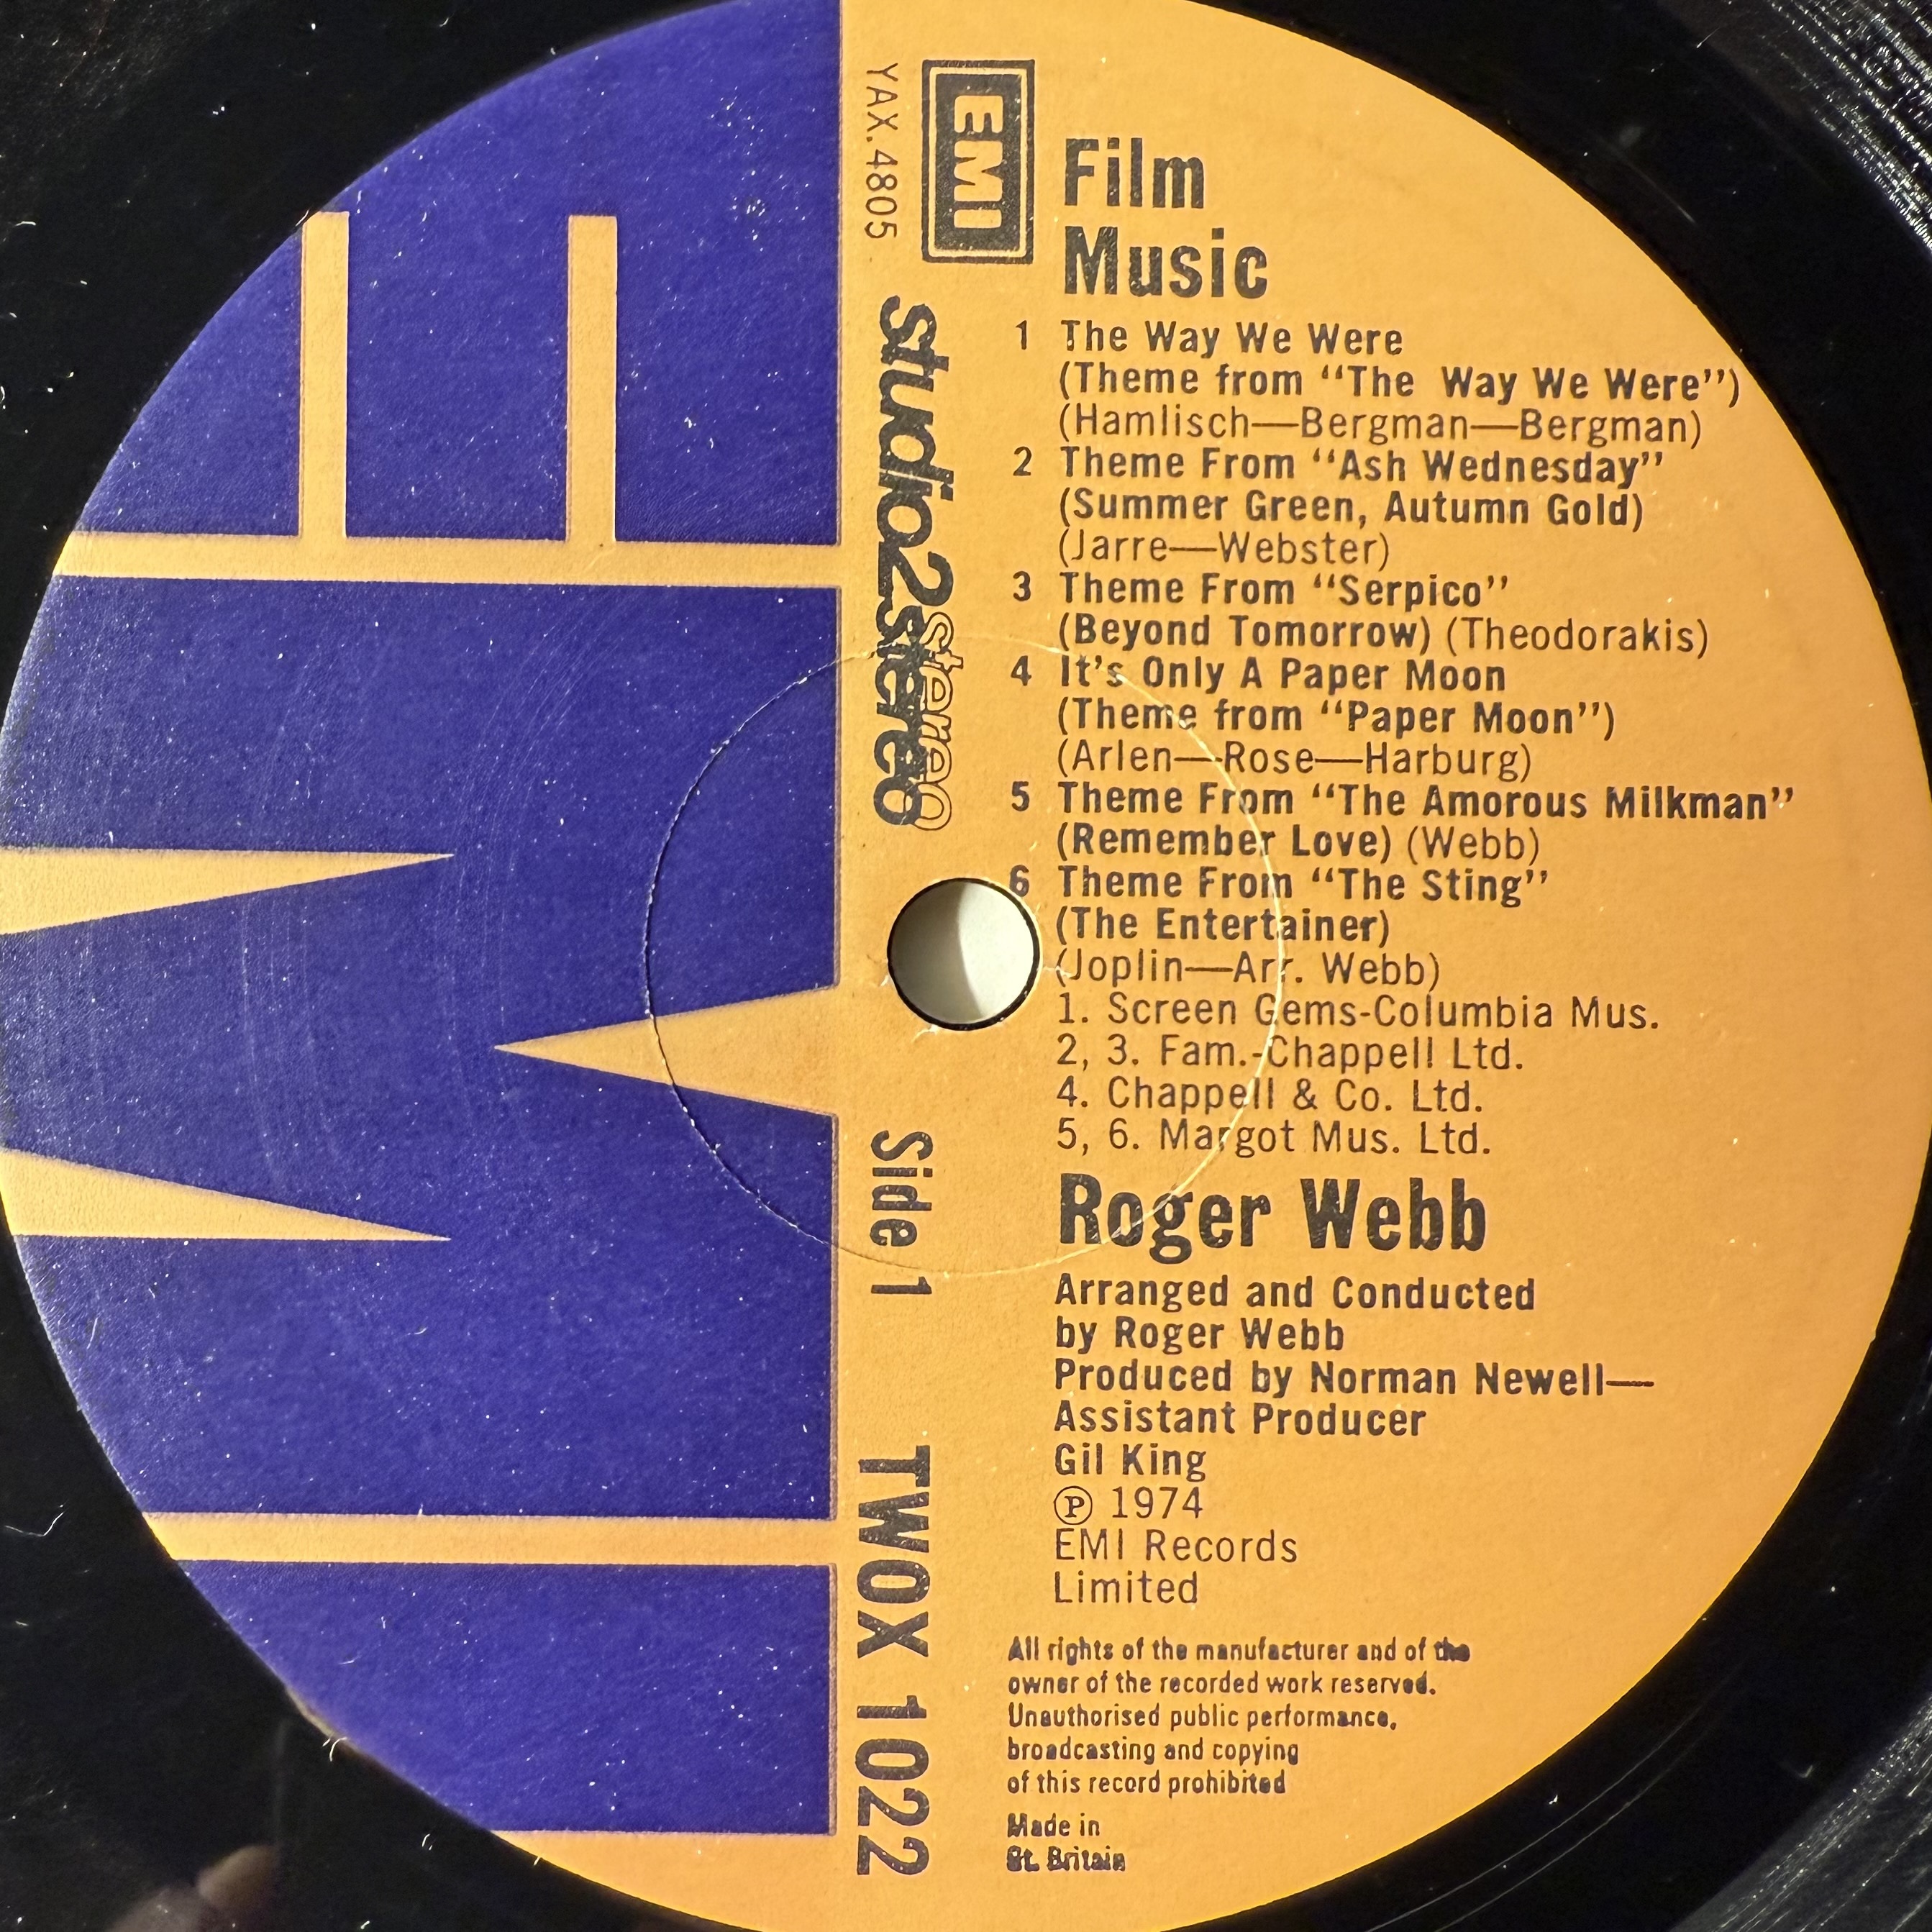 YAX.4805
EMI
studio2stereo
stereo
Film
Music
1 The Way We Were
(Theme from “The Way We Were”)
(Hamlisch—Bergman—Bergman)
2 Theme From “Ash Wednesday”
(Summer Green, Autumn Gold)
(Jarre—Webster)
3 Theme From “Serpico”
(Beyond Tomorrow) (Theodorakis)
4 It’s Only A Paper Moon
(Theme from “Paper Moon”)
(Arlen—Rose—Harburg)
5 Theme From “The Amorous Milkman”
(Remember Love) (Webb)
6 Theme From “The Sting”
(The Entertainer)
(Joplin—Arr. Webb)
1. Screen Gems-Columbia Mus.
2, 3. Fam.-Chappell Ltd.
4. Chappell & Co. Ltd.
5, 6. Margot Mus. Ltd.
Side 1
Roger Webb
Arranged and Conducted
by Roger Webb
Produced by Norman Newell—
Assistant Producer
Gil King
℗ 1974
EMI Records
Limited
TWOX 1022
All rights of the manufacturer and of the
owner of the recorded work reserved.
Unauthorised public performance,
broadcasting and copying
of this record prohibited
Made in
Gt. Britain